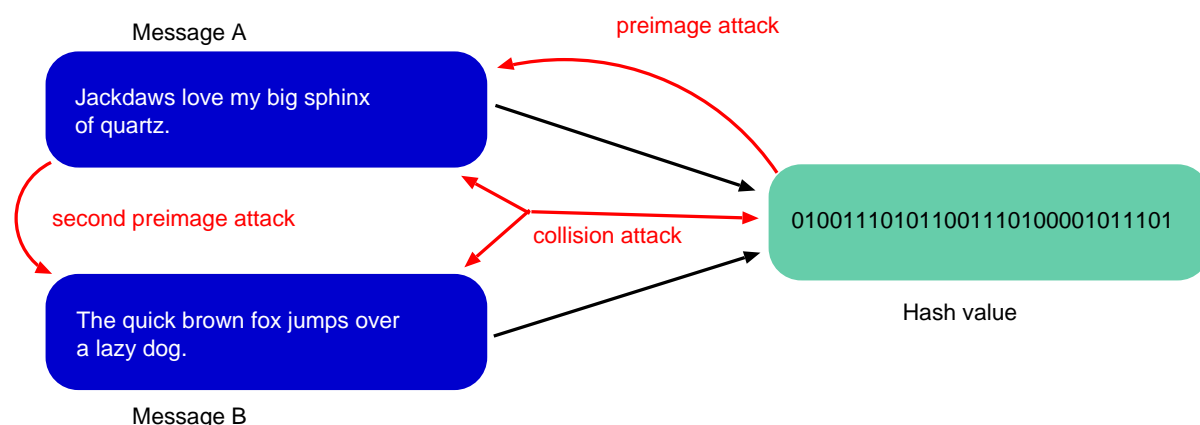 Message A
preimage attack
Jackdaws love my big sphinx
of quartz.
second preimage attack
collision attack
010011101011001110100001011101
Hash value
The quick brown fox jumps over
a lazy dog.
Message B